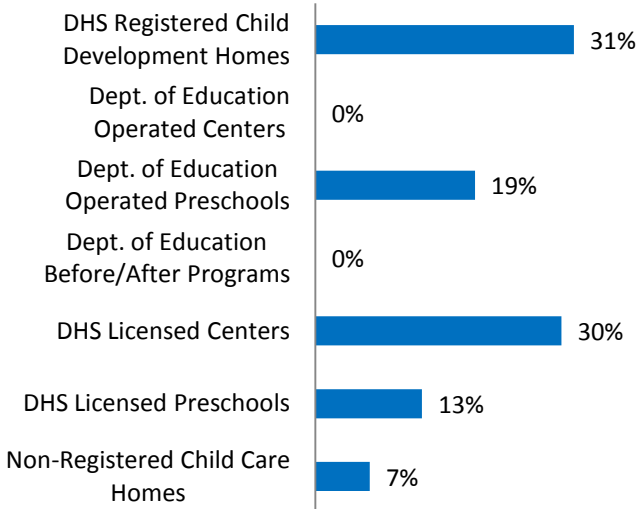 DHS Registered Child
Development Homes
31%
Dept. of Education
Operated Centers
0%
Dept. of Education
Operated Preschools
19%
Dept. of Education
Before/After Programs
0%
DHS Licensed Centers
30%
DHS Licensed Preschools
13%
Non-Registered Child Care
Homes
7%